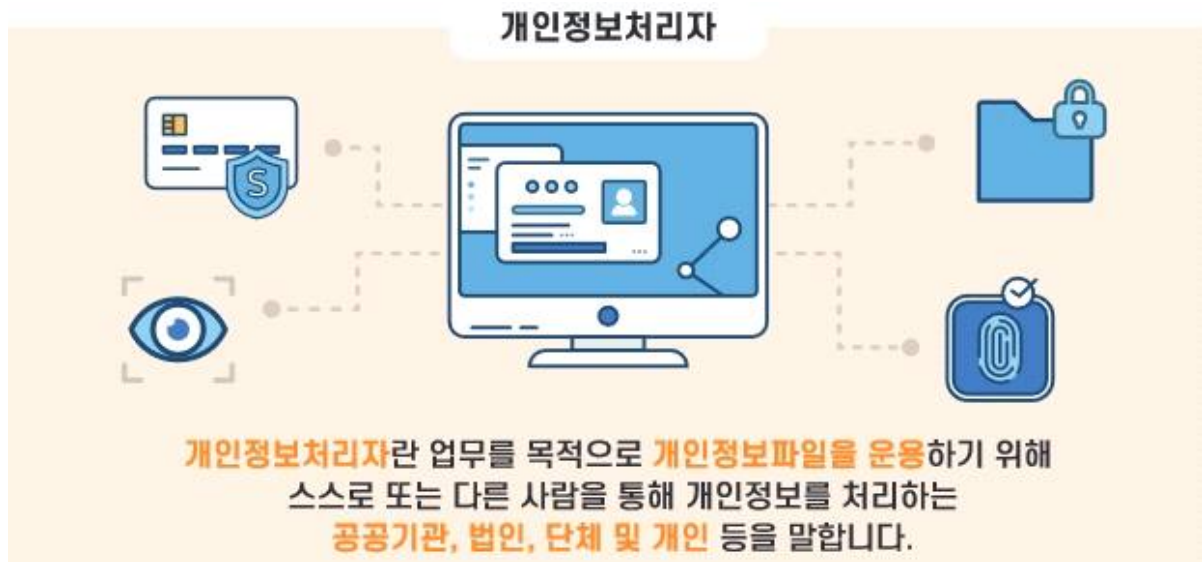 개인정보처리자
S
개인정보처리자란 업무를 목적으로 개인정보파일을 운용하기 위해
스스로 또는 다른 사람을 통해 개인정보를 처리하는
공공기관, 법인, 단체 및 개인 등을 말합니다.